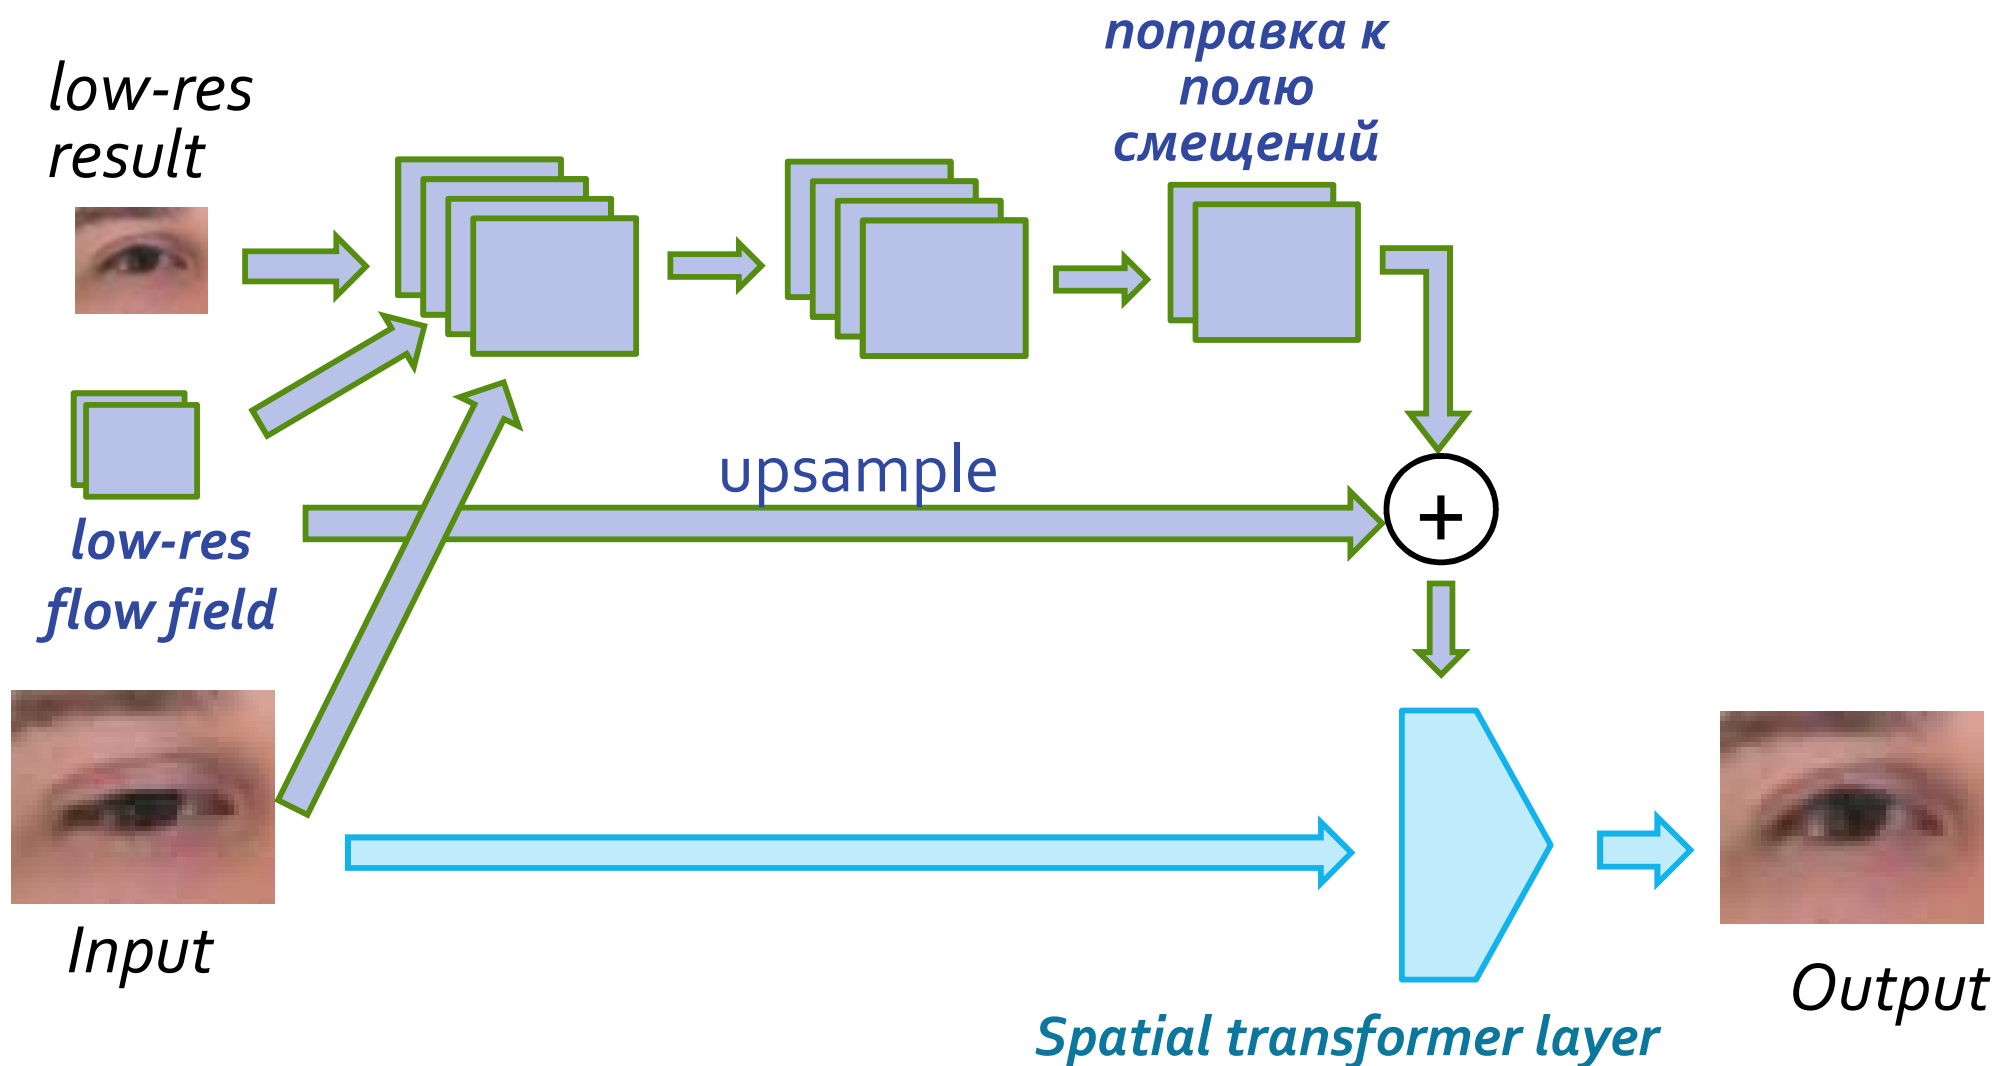 low-res
result
поправка к
полю
смещений
upsample
+
low-res
flow field
Input
Output
Spatial transformer layer